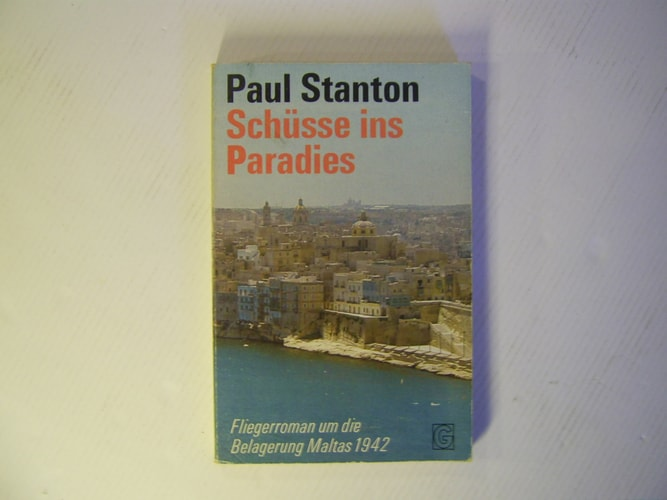 Paul Stanton
Schüsse ins
Paradies
Fliegerroman um die
Belagerung Maltas 1942
G